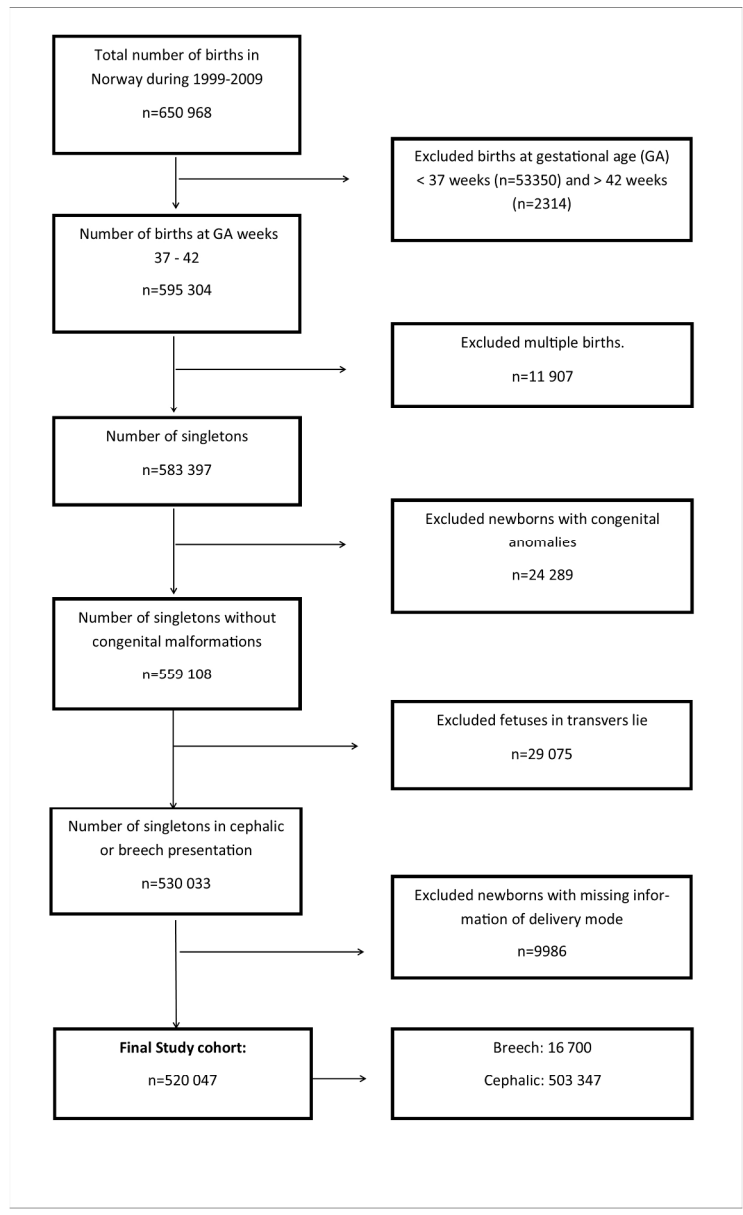 Total number of births in
Norway during 1999-2009
n=650 968
Excluded births at gestational age (GA)
< 37 weeks (n=53350) and > 42 weeks
(n=2314)
Number of births at GA weeks
37 - 42
n=595 304
Excluded multiple births.
n=11 907
Number of singletons
n=583 397
Excluded newborns with congenital
anomalies
n=24 289
Number of singletons without
congenital malformations
n=559 108
Excluded fetuses in transvers lie
n=29 075
Number of singletons in cephalic
or breech presentation
n=530 033
Excluded newborns with missing infor-
mation of delivery mode
n=9986
Final Study cohort:
n=520 047
Breech: 16 700
Cephalic: 503 347